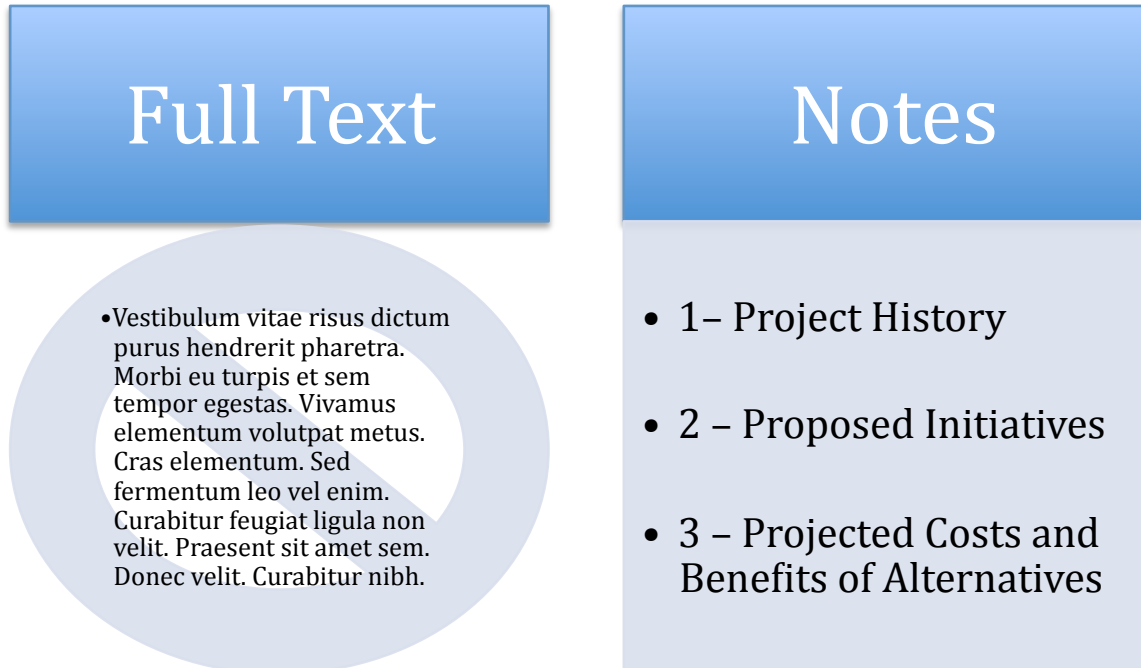 Full Text
•Vestibulum vitae risus dictum
purus hendrerit pharetra.
Morbi eu turpis et sem
tempor egestas. Vivamus
elementum volutpat metus.
Cras elementum. Sed
fermentum leo vel enim.
Curabitur feugiat ligula non
velit. Praesent sit amet sem.
Donec velit. Curabitur nibh.
Notes
• 1– Project History
• 2 – Proposed Initiatives
• 3 – Projected Costs and
Benefits of Alternatives